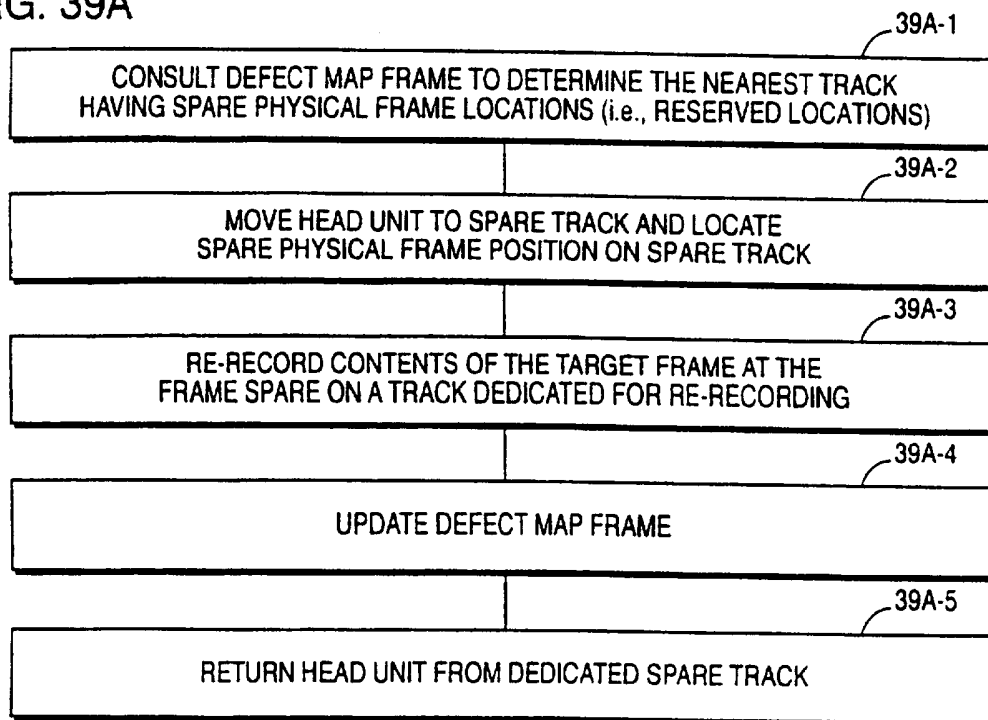 FIG. 39A
39A-1
CONSULT DEFECT MAP FRAME TO DETERMINE THE NEAREST TRACK
HAVING SPARE PHYSICAL FRAME LOCATIONS (i.e., RESERVED LOCATIONS)
39A-2
MOVE HEAD UNIT TO SPARE TRACK AND LOCATE
SPARE PHYSICAL FRAME POSITION ON SPARE TRACK
39A-3
RE-RECORD CONTENTS OF THE TARGET FRAME AT THE
FRAME SPARE ON A TRACK DEDICATED FOR RE-RECORDING
39A-4
UPDATE DEFECT MAP FRAME
39A-5
RETURN HEAD UNIT FROM DEDICATED SPARE TRACK